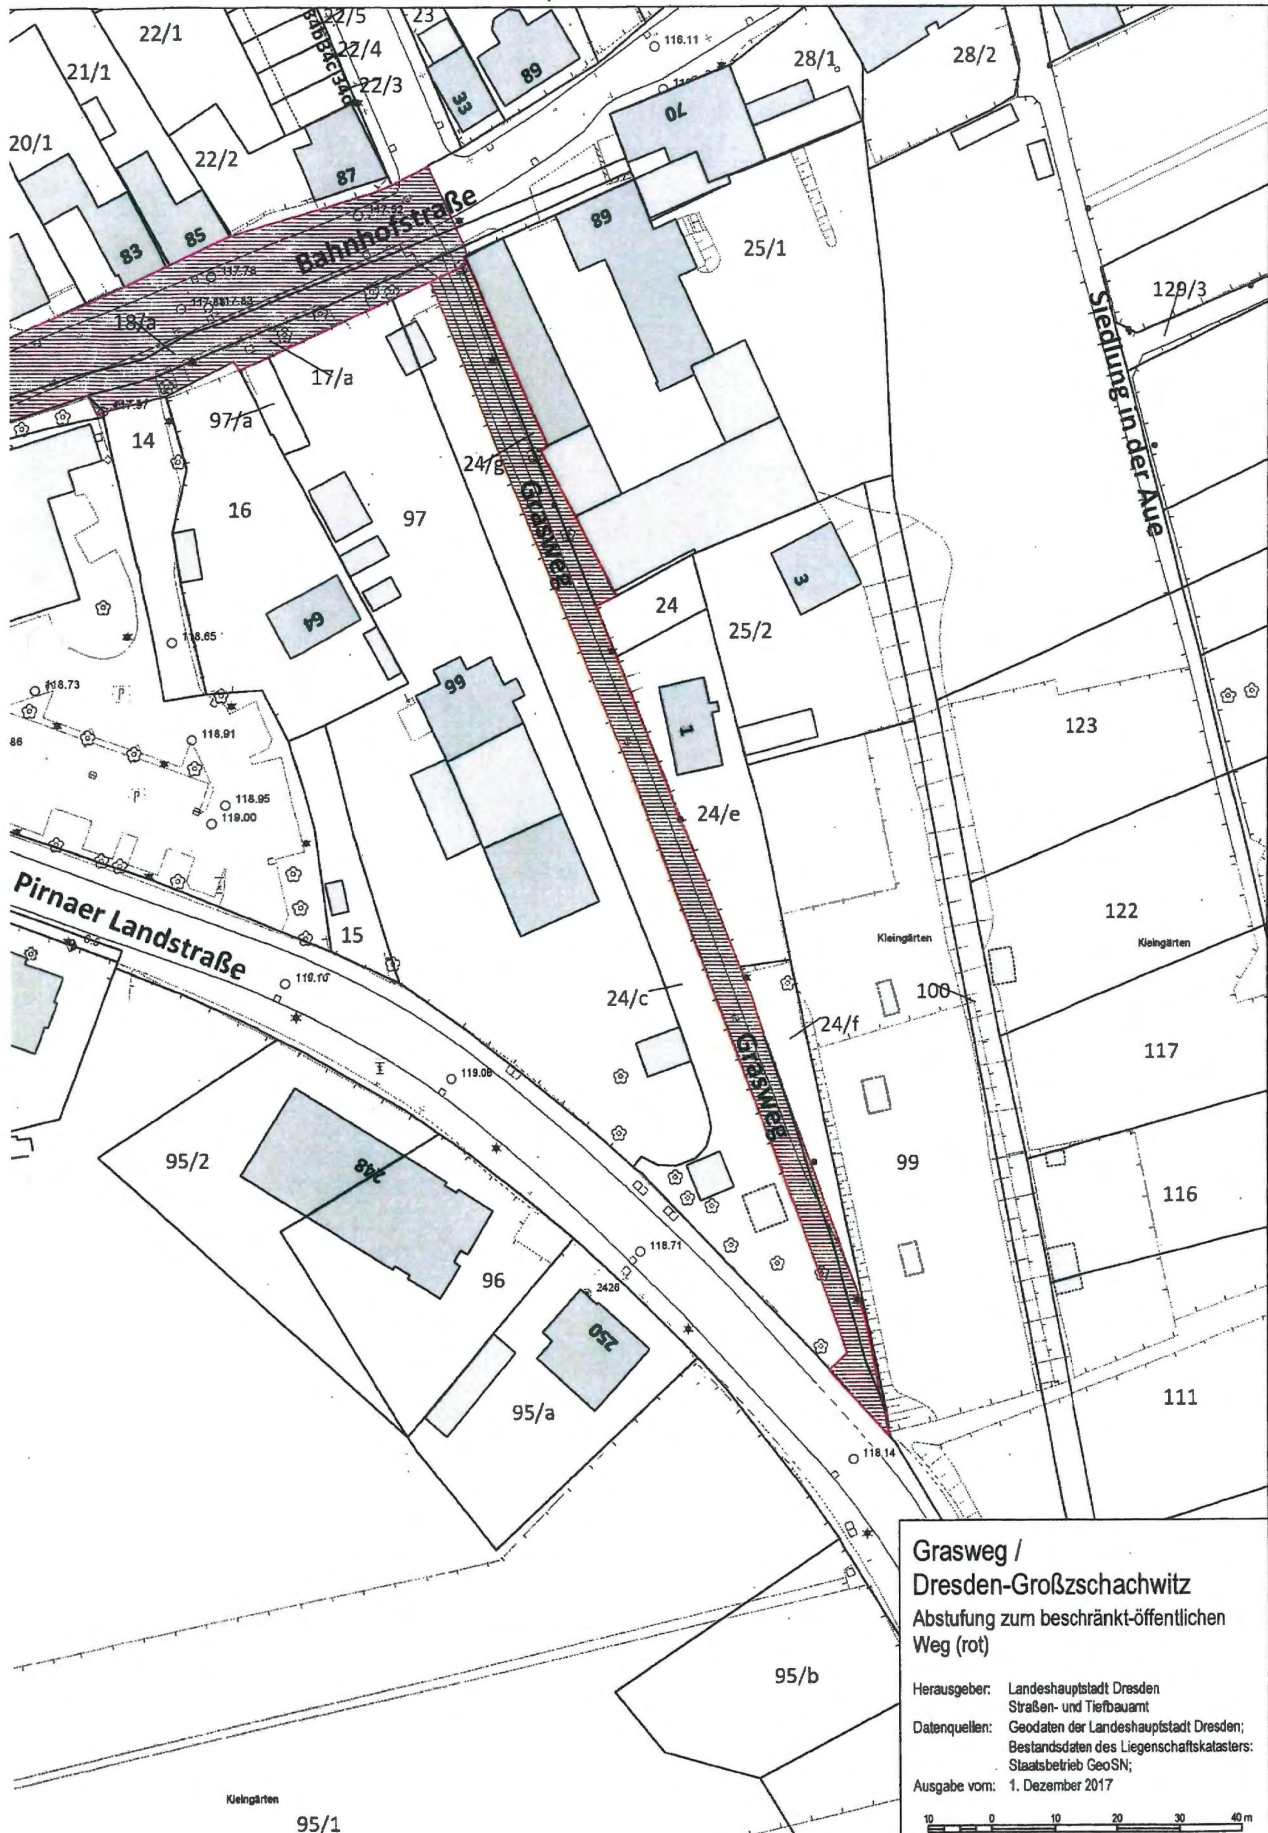 22/5
23
22/1
34b34c34d
22/4
116.11
28/1
28/2
21/1
22/3
33
89
70
20/1
22/2
87
Bahnhofstraße
89
25/1
83
85
117.78
129/3
18/a
17/a
Siedlung in der Aue
97/a
14
24/g
Grasweg
16
97
3
64
24
25/2
118.65
118.73
66
1
123
86
118.91
118.95
119.00
24/e
Pirnaer Landstraße
15
Kleingärten
122
Kleingärten
119.10
24/c
100
24/f
119.08
Grasweg
117
95/2
248
99
116
118.71
96
2426
250
95/a
111
118.14
95/b
Kleingärten
95/1
Grasweg /
Dresden-Großzschachwitz
Abstufung zum beschränkt-öffentlichen
Weg (rot)
Herausgeber: Landeshauptstadt Dresden
Straßen- und Tiefbauamt
Datenquellen: Geodaten der Landeshauptstadt Dresden;
Bestandsdaten des Liegenschaftskatasters:
Staatsbetrieb GeoSN;
Ausgabe vom: 1. Dezember 2017
10 0 10 20 30 40 m